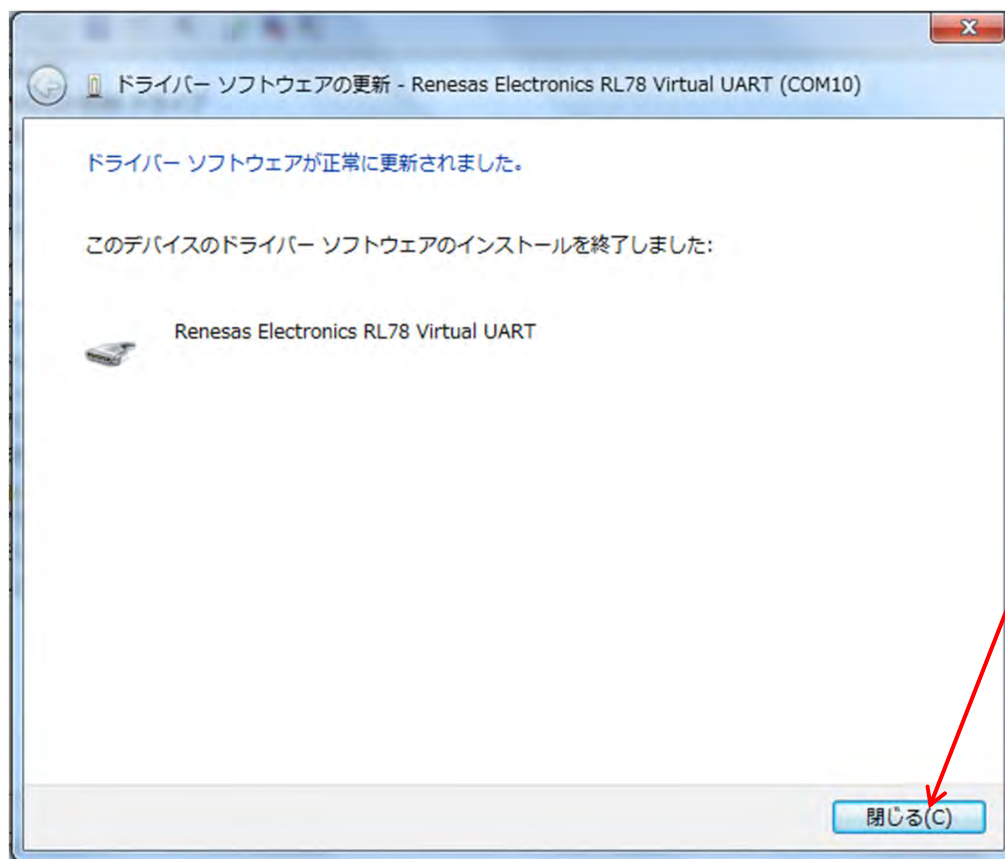 ドライバー ソフトウェアの更新 - Renesas Electronics RL78 Virtual UART (COM10)
ドライバー ソフトウェアが正常に更新されました。
このデバイスのドライバー ソフトウェアのインストールを終了しました:
Renesas Electronics RL78 Virtual UART
閉じる(C)